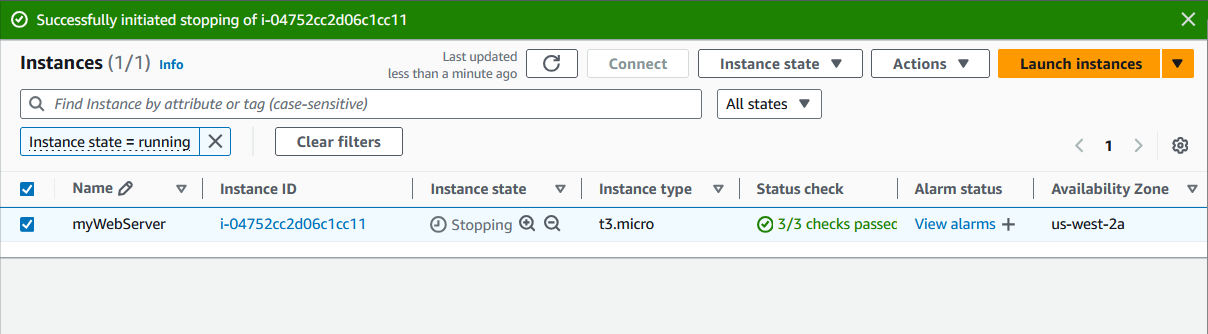 Successfully initiated stopping of i-04752cc2d06c1cc11
Instances (1/1) Info
Last updated
less than a minute ago
Connect
Instance state
Actions
Launch instances
Find Instance by attribute or tag (case-sensitive)
All states
Instance state = running
Clear filters
1
Name Instance ID Instance state Instance type Status check Alarm status Availability Zone
myWebServer i-04752cc2d06c1cc11 Stopping t3.micro 3/3 checks passed View alarms + us-west-2a